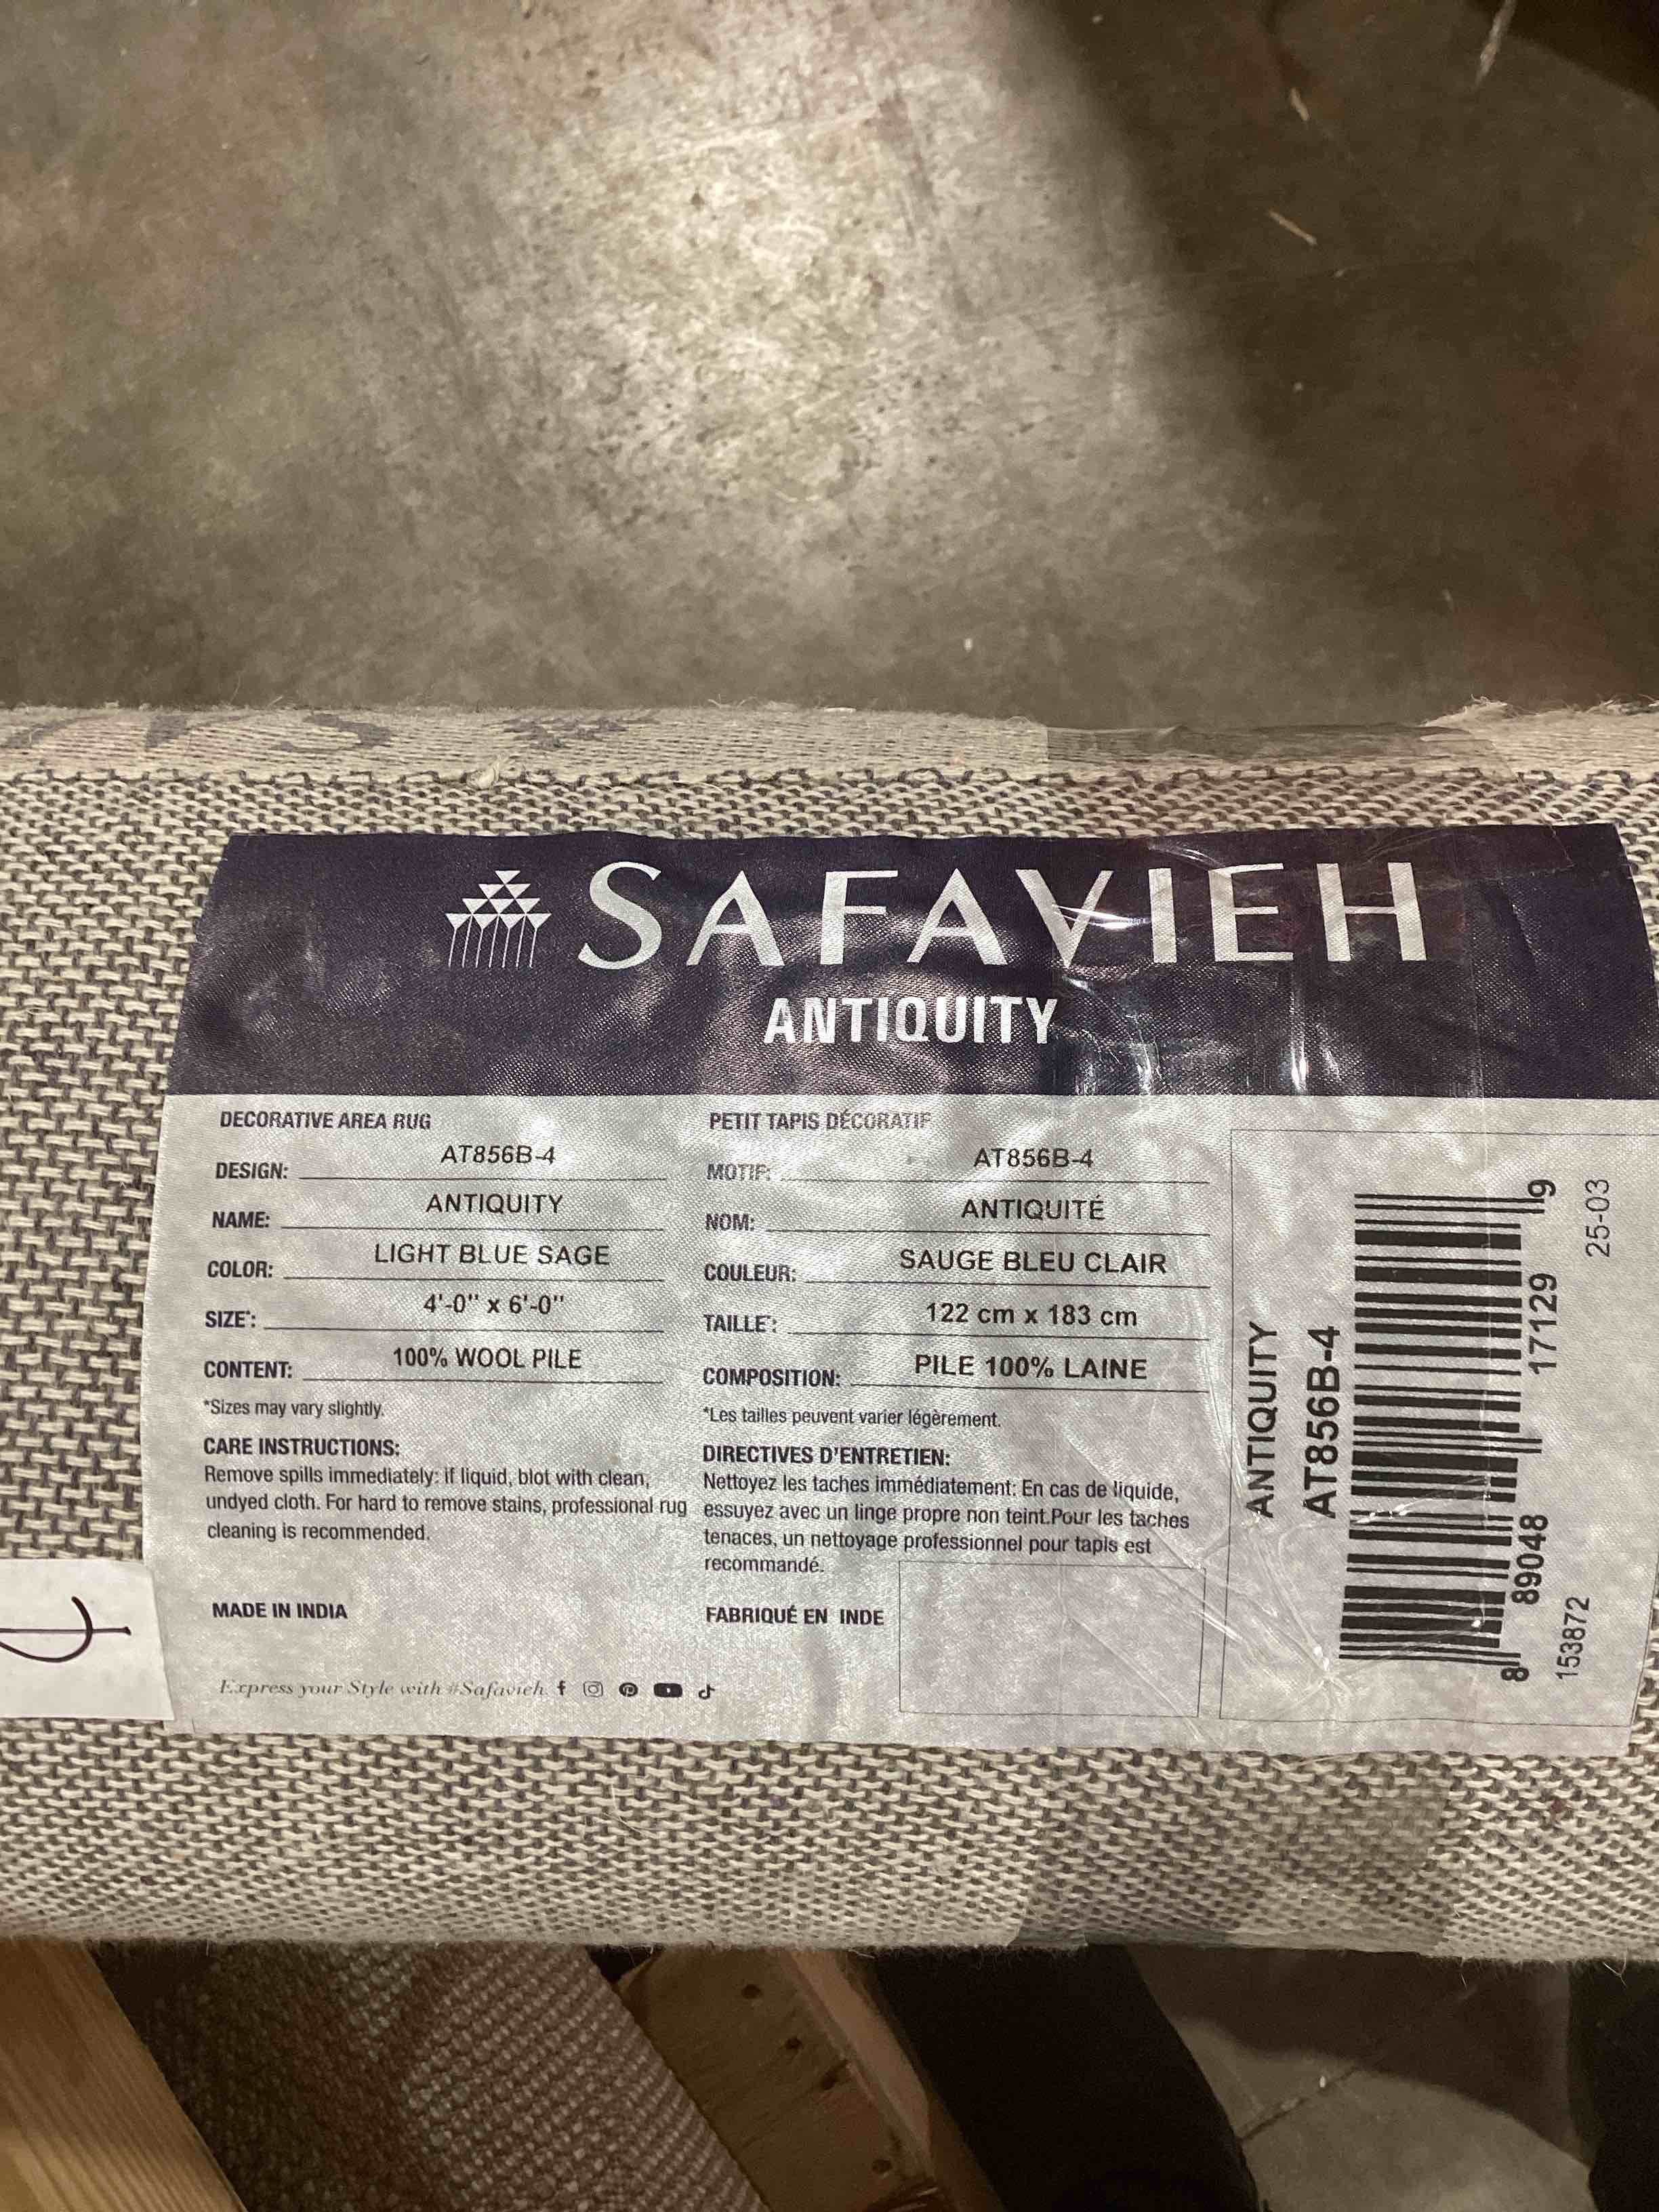 SAFAVIEH
ANTIQUITY
DECORATIVE AREA RUG
DESIGN: AT856B-4
NAME: ANTIQUITY
COLOR: LIGHT BLUE SAGE
SIZE*: 4'-0" x 6'-0"
CONTENT: 100% WOOL PILE
*Sizes may vary slightly.
CARE INSTRUCTIONS:
Remove spills immediately: if liquid, blot with clean,
undyed cloth. For hard to remove stains, professional rug
cleaning is recommended.
MADE IN INDIA
Express your Style with #Safavieh
PETIT TAPIS DÉCORATIF
MOTIF: AT856B-4
NOM: ANTIQUITÉ
COULEUR: SAUGE BLEU CLAIR
TAILLE*: 122 cm x 183 cm
COMPOSITION: PILE 100% LAINE
*Les tailles peuvent varier légèrement.
DIRECTIVES D'ENTRETIEN:
Nettoyez les taches immédiatement: En cas de liquide,
essuyez avec un linge propre non teint.Pour les taches
tenaces, un nettoyage professionnel pour tapis est
recommandé.
FABRIQUÉ EN INDE
ANTIQUITY
AT856B-4
8 89048 17129 9
153872 25-03